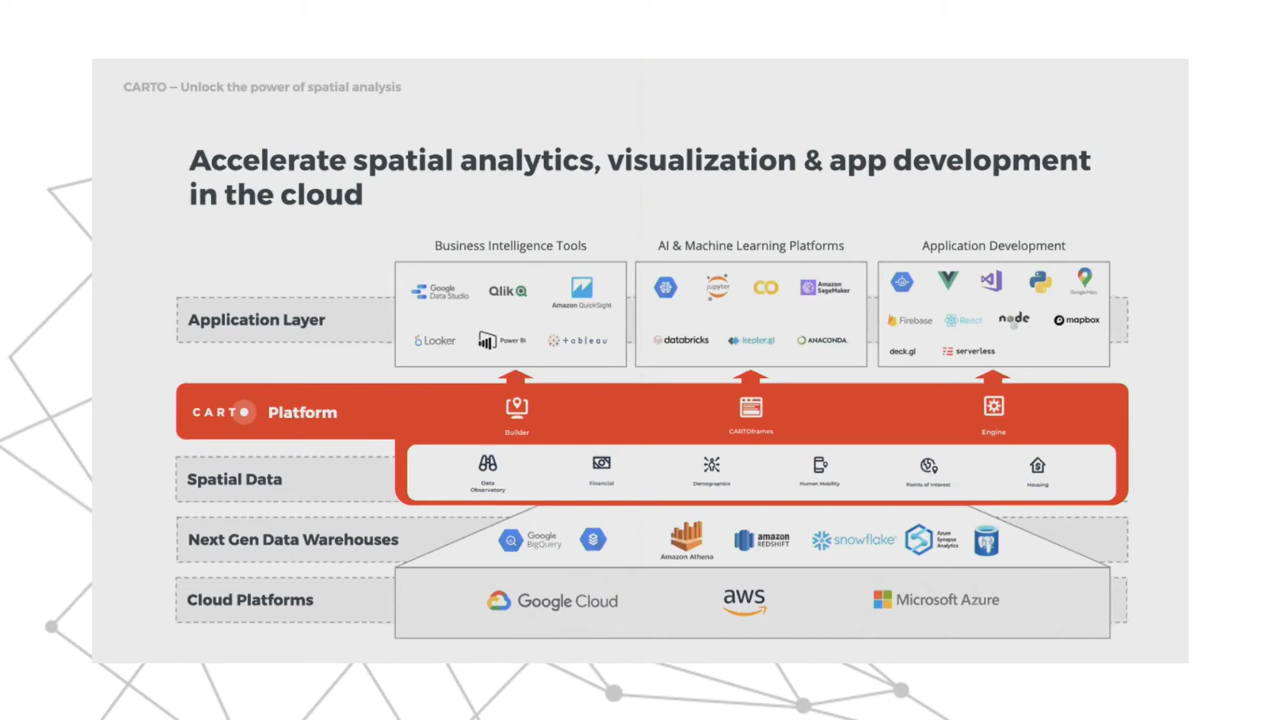 CARTO – Unlock the power of spatial analysis
Accelerate spatial analytics, visualization & app development
in the cloud
Business Intelligence Tools
AI & Machine Learning Platforms
Application Development
Application Layer
Google
Data Studio
Qlik
Amazon QuickSight
Looker
Power BI
+ableau
jupyter
Amazon
SageMaker
databricks
kepler.gl
ANACONDA.
Google Maps
Firebase
React
node
mapbox
deck.gl
serverless
CARTO
Platform
Builder
CARTOframes
Engine
Spatial Data
Data
Observatory
Financial
Demographics
Human Mobility
Points of Interest
Housing
Next Gen Data Warehouses
Google
BigQuery
Amazon Athena
amazon
REDSHIFT
snowflake
Azure
Synapse
Analytics
Cloud Platforms
Google Cloud
aws
Microsoft Azure